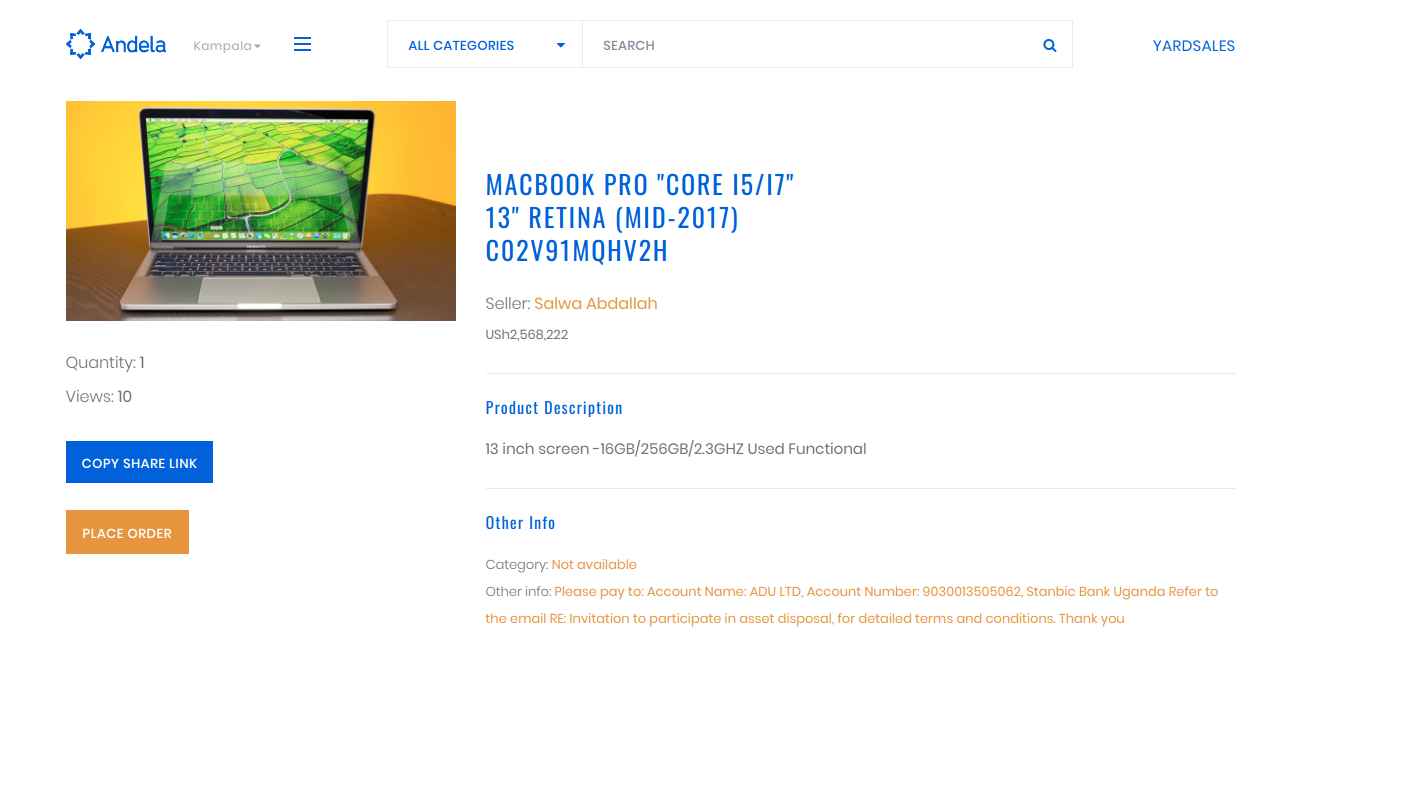 Andela
Kampala
ALL CATEGORIES
SEARCH
YARDSALES
MACBOOK PRO "CORE I5/I7"
13" RETINA (MID-2017)
C02V91MQHV2H
Seller: Salwa Abdallah
USh2,568,222
Quantity: 1
Views: 10
COPY SHARE LINK
PLACE ORDER
Product Description
13 inch screen -16GB/256GB/2.3GHZ Used Functional
Other Info
Category: Not available
Other info: Please pay to: Account Name: ADU LTD, Account Number: 9030013505062, Stanbic Bank Uganda Refer to
the email RE: Invitation to participate in asset disposal, for detailed terms and conditions. Thank you